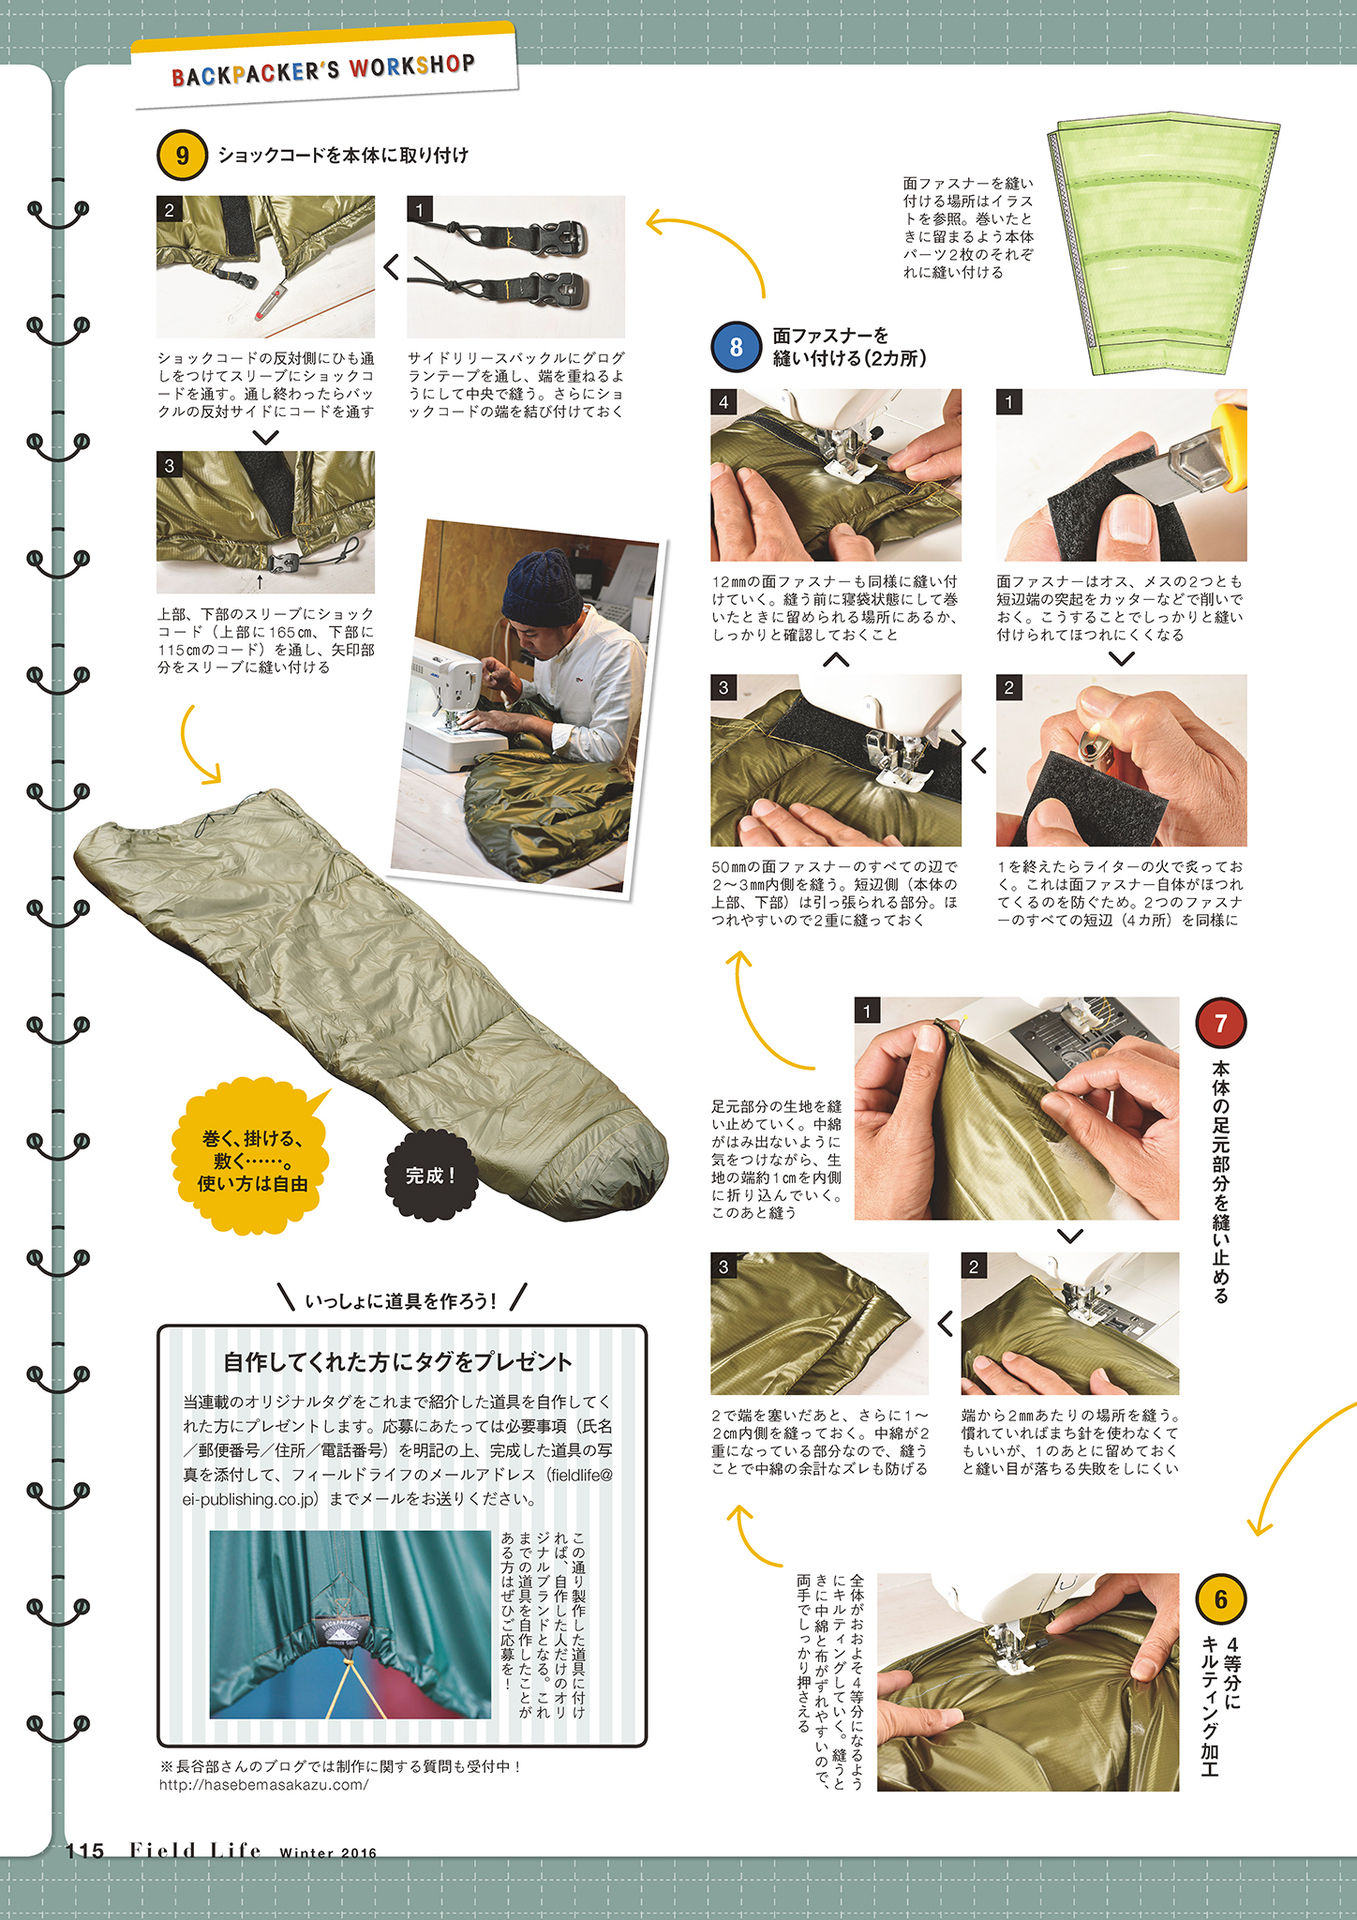 BACKPACKER'S WORKSHOP
6
4等分に
キルティング加工
全体がおおよそ4等分になるよう
にキルティングしていく。縫うと
きに中綿と布がずれやすいので、
両手でしっかり押さえる
7
本体の足元部分を縫い止める
1
足元部分の生地を縫
い止めていく。中綿
がはみ出ないように
気をつけながら、生
地の端約1㎝を内側
に折り込んでいく。
このあと縫う
2
端から2㎜あたりの場所を縫う。
慣れていればまち針を使わなくて
もいいが、1のあとに留めておく
と縫い目が落ちる失敗をしにくい
3
2で端を塞いだあと、さらに1〜
2㎝内側を縫っておく。中綿が2
重になっている部分なので、縫う
ことで中綿の余計なズレも防げる
8
面ファスナーを
縫い付ける(2カ所)
面ファスナーを縫い
付ける場所はイラス
トを参照。巻いたと
きに留まるよう本体
パーツ2枚のそれぞ
れに縫い付ける
1
面ファスナーはオス、メスの2つとも
短辺端の突起をカッターなどで削いで
おく。こうすることでしっかりと縫い
付けられてほつれにくくなる
2
1を終えたらライターの火で炙ってお
く。これは面ファスナー自体がほつれ
てくるのを防ぐため。2つのファスナ
ーのすべての短辺（4カ所）を同様に
3
50㎜の面ファスナーのすべての辺で
2〜3㎜内側を縫う。短辺側（本体の
上部、下部）は引っ張られる部分。ほ
つれやすいので2重に縫っておく
4
12㎜の面ファスナーも同様に縫い付
けていく。縫う前に寝袋状態にして巻
いたときに留められる場所にあるか、
しっかりと確認しておくこと
9
ショックコードを本体に取り付け
1
サイドリリースバックルにグログ
ランテープを通し、端を重ねるよ
うにして中央で縫う。さらにショ
ックコードの端を結び付けておく
2
ショックコードの反対側にひも通
しをつけてスリーブにショックコ
ードを通す。通し終わったらバッ
クルの反対サイドにコードを通す
3
上部、下部のスリーブにショック
コード（上部に165㎝、下部に
115㎝のコード）を通し、矢印部
分をスリーブに縫い付ける
巻く、掛ける、
敷く……。
使い方は自由
完成！
いっしょに道具を作ろう！
自作してくれた方にタグをプレゼント
当連載のオリジナルタグをこれまで紹介した道具を自作してく
れた方にプレゼントします。応募にあたっては必要事項（氏名
／郵便番号／住所／電話番号）を明記の上、完成した道具の写
真を添付して、フィールドライフのメールアドレス（fieldlife@
ei-publishing.co.jp）までメールをお送りください。
この通り製作した道具に付け
れば、自作した人だけのオリ
ジナルブランドとなる。これ
までの道具を自作したことが
ある方はぜひご応募を！
BACKPACKER'S
※長谷部さんのブログでは制作に関する質問も受付中！
http://hasebemasakazu.com/
115 Field Life Winter 2016